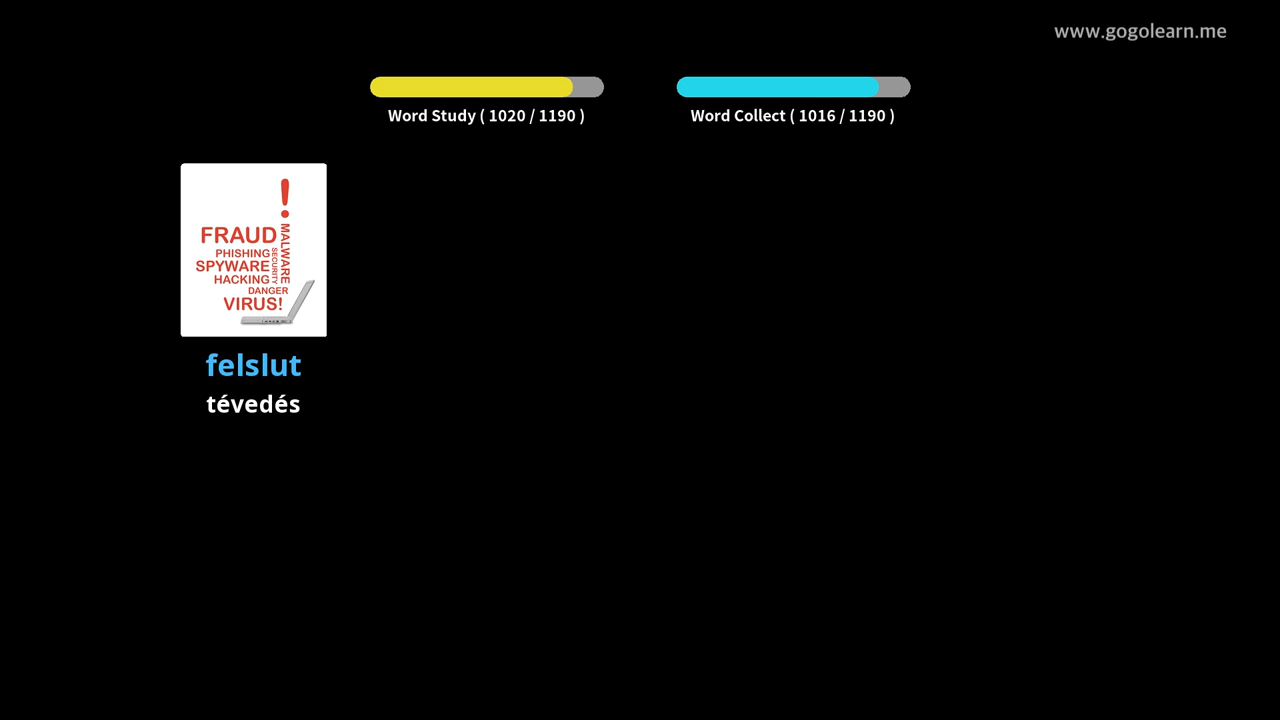 www.gogolearn.me
Word Study ( 1020 / 1190 )
Word Collect ( 1016 / 1190 )
!
FRAUD
MALWARE
PHISHING
SECURITY
SPYWARE
HACKING
DANGER
VIRUS!
felslut
tévedés